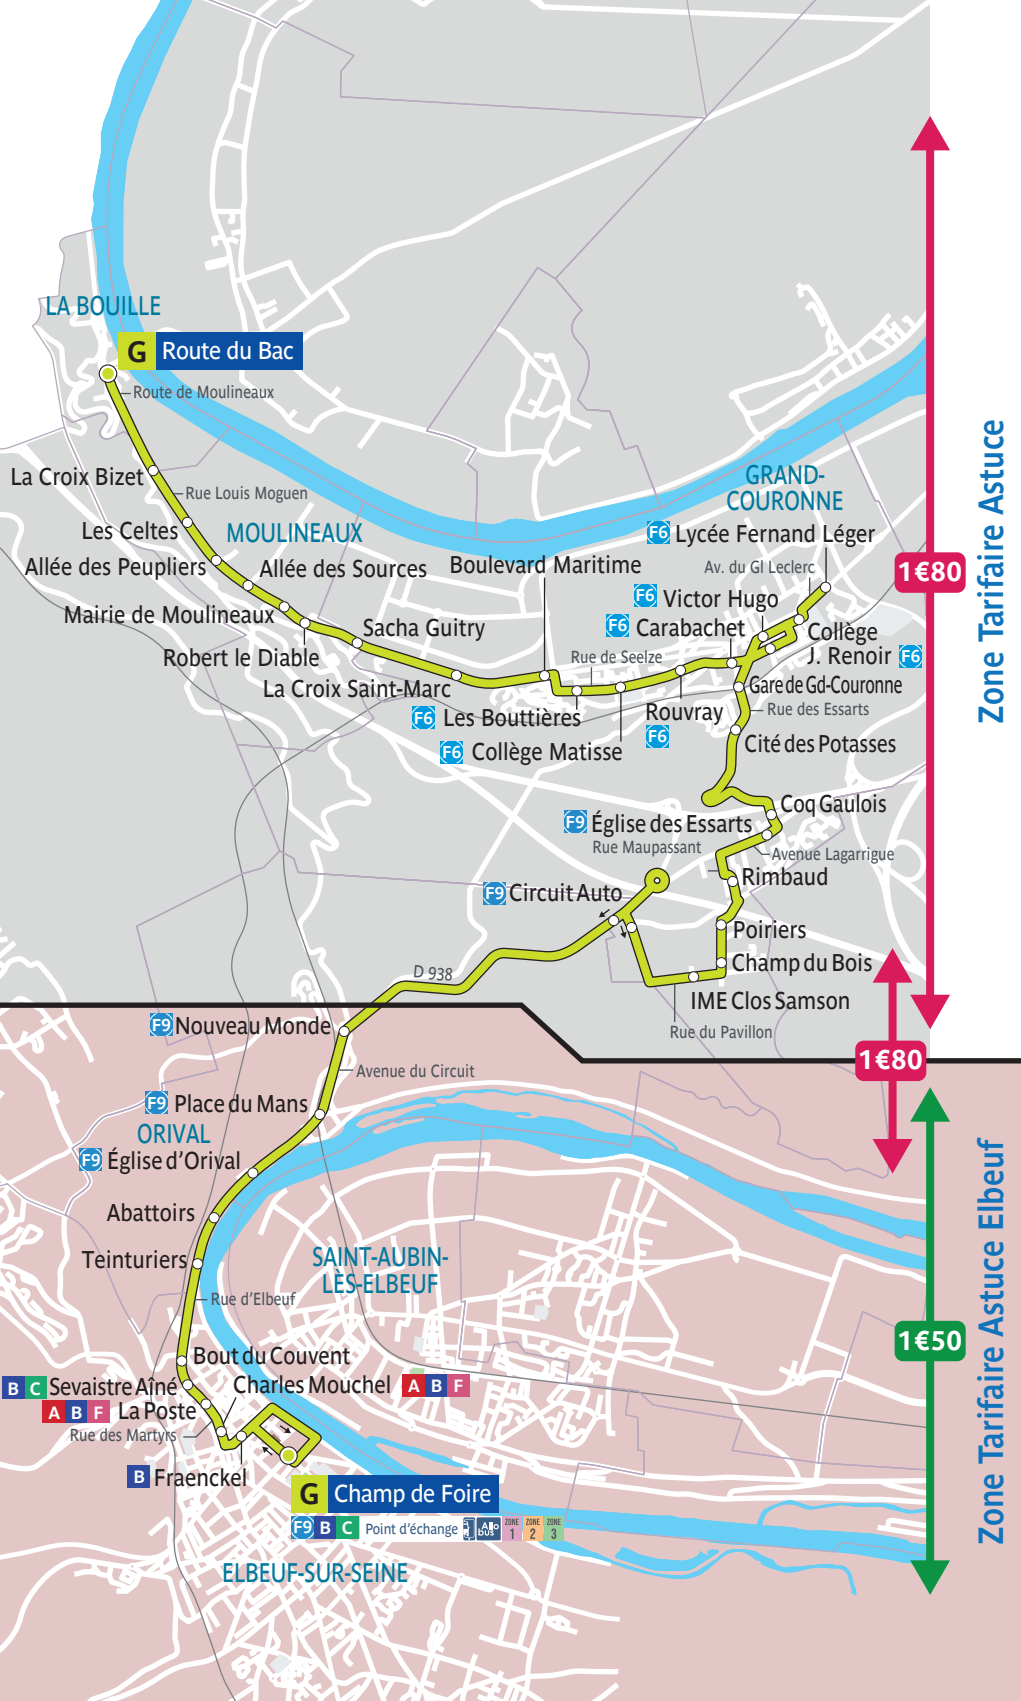 LA BOUILLE
G Route du Bac
Route de Moulineaux
La Croix Bizet
Rue Louis Moguen
Les Celtes
MOULINEAUX
Allée des Peupliers
Allée des Sources
Mairie de Moulineaux
Robert le Diable
Sacha Guitry
La Croix Saint-Marc
Boulevard Maritime
F6 Les Bouttières
F6 Collège Matisse
Rue de Seelze
Rouvray
F6
GRAND-
COURONNE
F6 Lycée Fernand Léger
Av. du Gl Leclerc
F6 Victor Hugo
F6 Carabachet
Collège
J. Renoir F6
Gare de Gd-Couronne
Rue des Essarts
Cité des Potasses
Coq Gaulois
F9 Église des Essarts
Rue Maupassant
Avenue Lagarrigue
Rimbaud
F9 Circuit Auto
Poiriers
Champ du Bois
IME Clos Samson
Rue du Pavillon
D 938
F9 Nouveau Monde
Avenue du Circuit
F9 Place du Mans
ORIVAL
F9 Église d'Orival
Abattoirs
Teinturiers
SAINT-AUBIN-
LÈS-ELBEUF
Rue d'Elbeuf
Bout du Couvent
B C Sevaistre Aîné
Charles Mouchel A B F
A B F La Poste
Rue des Martyrs
B Fraenckel
G Champ de Foire
F9 B C Point d'échange Allo bus ZONE 1 ZONE 2 ZONE 3
ELBEUF-SUR-SEINE
1€80
Zone Tarifaire Astuce
1€80
1€50
Zone Tarifaire Astuce Elbeuf